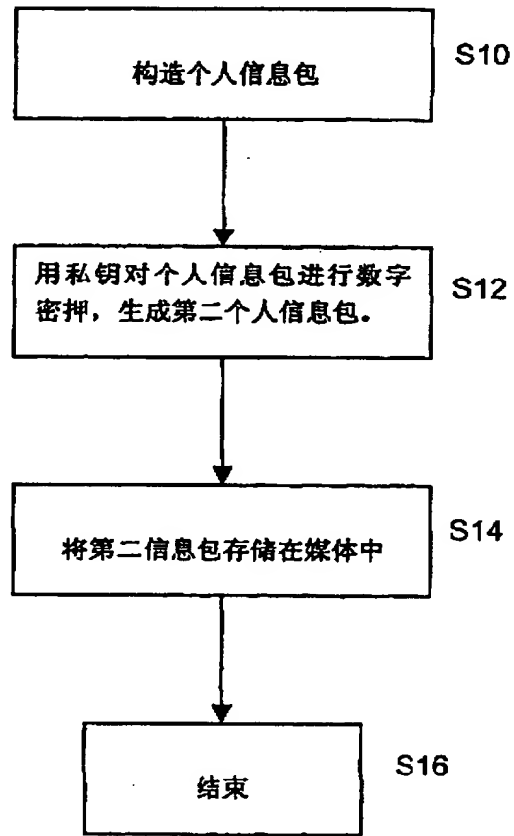 构造个人信息包
S10
用私钥对个人信息包进行数字
密押，生成第二个人信息包。
S12
将第二信息包存储在媒体中
S14
结束
S16